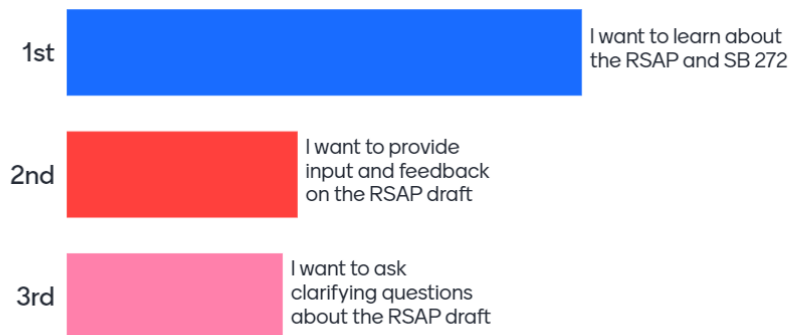 1st
I want to learn about
the RSAP and SB 272
2nd
I want to provide
input and feedback
on the RSAP draft
3rd
I want to ask
clarifying questions
about the RSAP draft